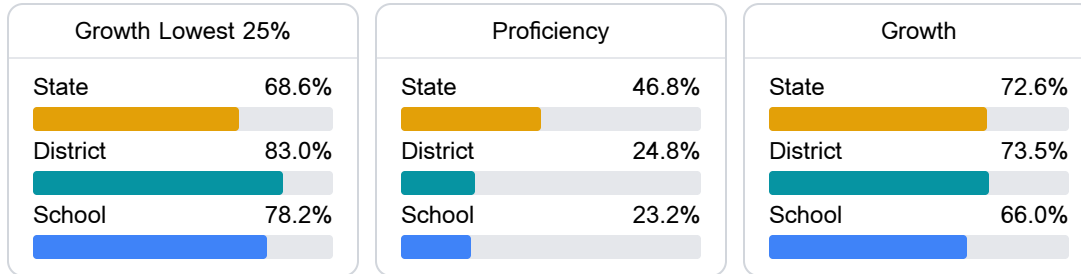 Growth Lowest 25%
State 68.6%
District 83.0%
School 78.2%
Proficiency
State 46.8%
District 24.8%
School 23.2%
Growth
State 72.6%
District 73.5%
School 66.0%